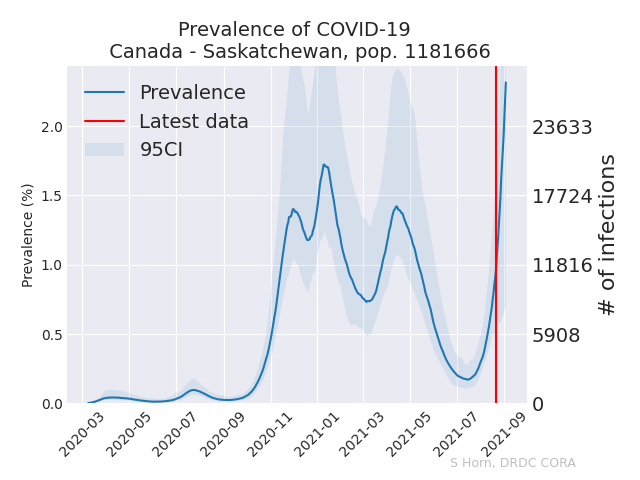 Prevalence of COVID-19
Canada - Saskatchewan, pop. 1181666
Prevalence
Latest data
95CI
Prevalence (%)
2.0
1.5
1.0
0.5
0.0
23633
17724
11816
5908
0
# of infections
2020-03
2020-05
2020-07
2020-09
2020-11
2021-01
2021-03
2021-05
2021-07
2021-09
S Horn, DRDC CORA